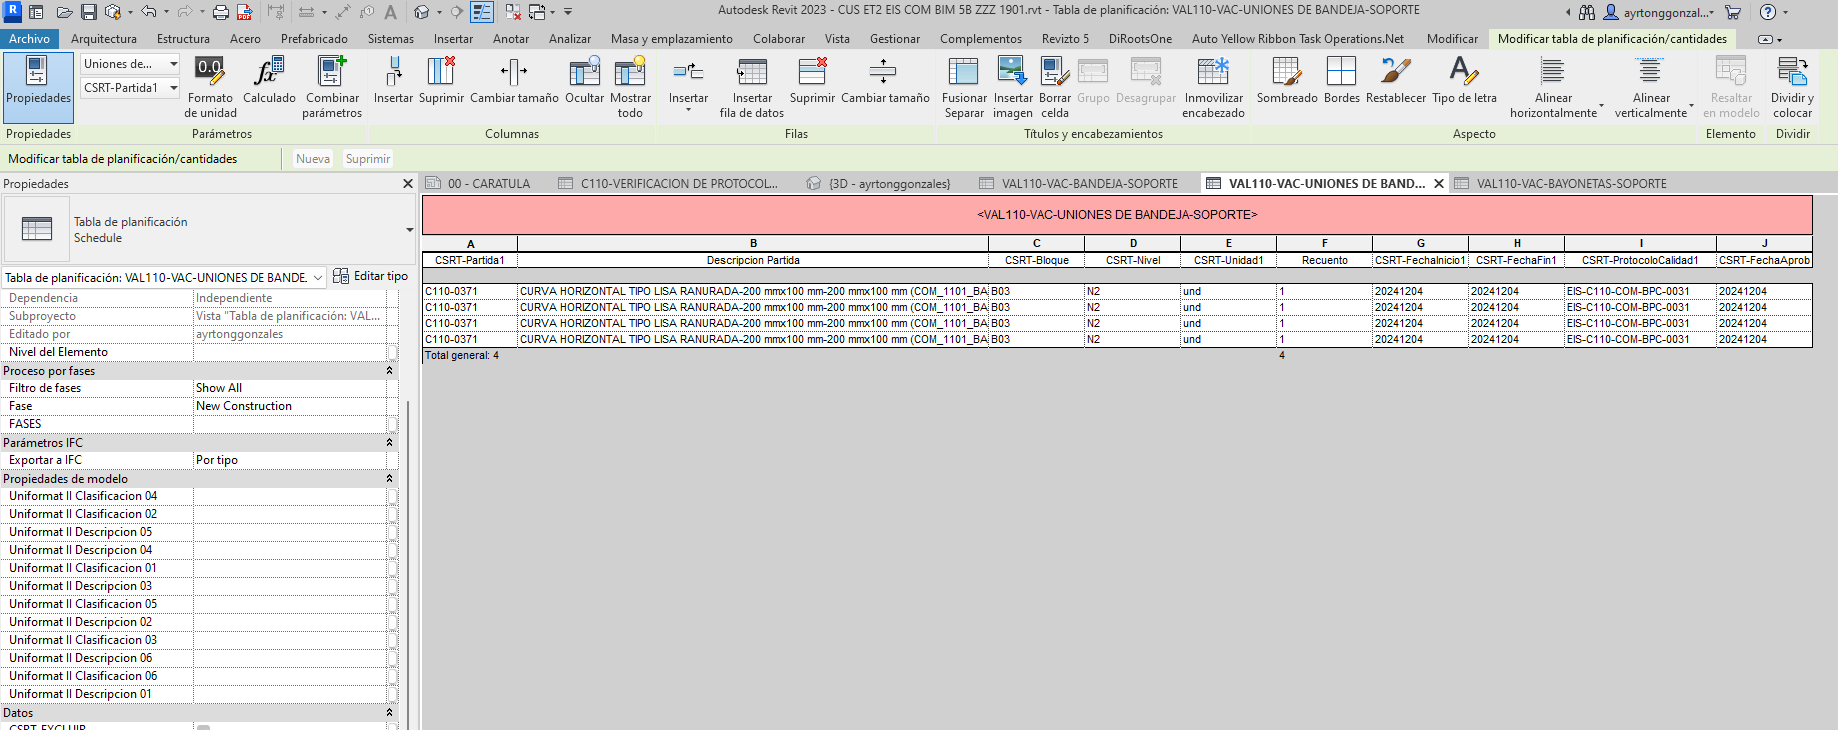 Autodesk Revit 2023 - CUS ET2 EIS COM BIM 5B ZZZ 1901.rvt - Tabla de planificación: VAL110-VAC-UNIONES DE BANDEJA-SOPORTE
ayrtonggonzal...
Archivo Arquitectura Estructura Acero Prefabricado Sistemas Insertar Anotar Analizar Masa y emplazamiento Colaborar Vista Gestionar Complementos Revizto 5 DiRootsOne Auto Yellow Ribbon Task Operations.Net Modificar Modificar tabla de planificación/cantidades
Propiedades
Uniones de...
CSRT-Partida1
Formato de unidad
Calculado
Combinar parámetros
Insertar
Suprimir
Cambiar tamaño
Ocultar
Mostrar todo
Insertar
Insertar fila de datos
Suprimir
Cambiar tamaño
Fusionar Separar
Insertar imagen
Borrar celda
Grupo
Desagrupar
Inmovilizar encabezado
Sombreado
Bordes
Restablecer
Tipo de letra
Alinear horizontalmente
Alinear verticalmente
Resaltar en modelo
Dividir y colocar
Propiedades Parámetros Columnas Filas Títulos y encabezamientos Aspecto Elemento Dividir
Modificar tabla de planificación/cantidades Nueva Suprimir
Propiedades
Tabla de planificación
Schedule
Tabla de planificación: VAL110-VAC-UNIONES DE BANDE. Editar tipo
Dependencia Independiente
Subproyecto Vista "Tabla de planificación: VAL...
Editado por ayrtonggonzales
Nivel del Elemento
Proceso por fases
Filtro de fases Show All
Fase New Construction
FASES
Parámetros IFC
Exportar a IFC Por tipo
Propiedades de modelo
Uniformat II Clasificacion 04
Uniformat II Clasificacion 02
Uniformat II Descripcion 05
Uniformat II Descripcion 04
Uniformat II Clasificacion 01
Uniformat II Descripcion 03
Uniformat II Clasificacion 05
Uniformat II Descripcion 02
Uniformat II Clasificacion 03
Uniformat II Descripcion 06
Uniformat II Clasificacion 06
Uniformat II Descripcion 01
Datos
CSRT-EXCLUIR
00 - CARATULA C110-VERIFICACION DE PROTOCOL... {3D - ayrtonggonzales} VAL110-VAC-BANDEJA-SOPORTE VAL110-VAC-UNIONES DE BAND... VAL110-VAC-BAYONETAS-SOPORTE
<VAL110-VAC-UNIONES DE BANDEJA-SOPORTE>
A B C D E F G H I J
CSRT-Partida1 Descripcion Partida CSRT-Bloque CSRT-Nivel CSRT-Unidad1 Recuento CSRT-FechaInicio1 CSRT-FechaFin1 CSRT-ProtocoloCalidad1 CSRT-FechaAprob
C110-0371 CURVA HORIZONTAL TIPO LISA RANURADA-200 mmx100 mm-200 mmx100 mm (COM_1101_BA B03 N2 und 1 20241204 20241204 EIS-C110-COM-BPC-0031 20241204
C110-0371 CURVA HORIZONTAL TIPO LISA RANURADA-200 mmx100 mm-200 mmx100 mm (COM_1101_BA B03 N2 und 1 20241204 20241204 EIS-C110-COM-BPC-0031 20241204
C110-0371 CURVA HORIZONTAL TIPO LISA RANURADA-200 mmx100 mm-200 mmx100 mm (COM_1101_BA B03 N2 und 1 20241204 20241204 EIS-C110-COM-BPC-0031 20241204
C110-0371 CURVA HORIZONTAL TIPO LISA RANURADA-200 mmx100 mm-200 mmx100 mm (COM_1101_BA B03 N2 und 1 20241204 20241204 EIS-C110-COM-BPC-0031 20241204
Total general: 4 4